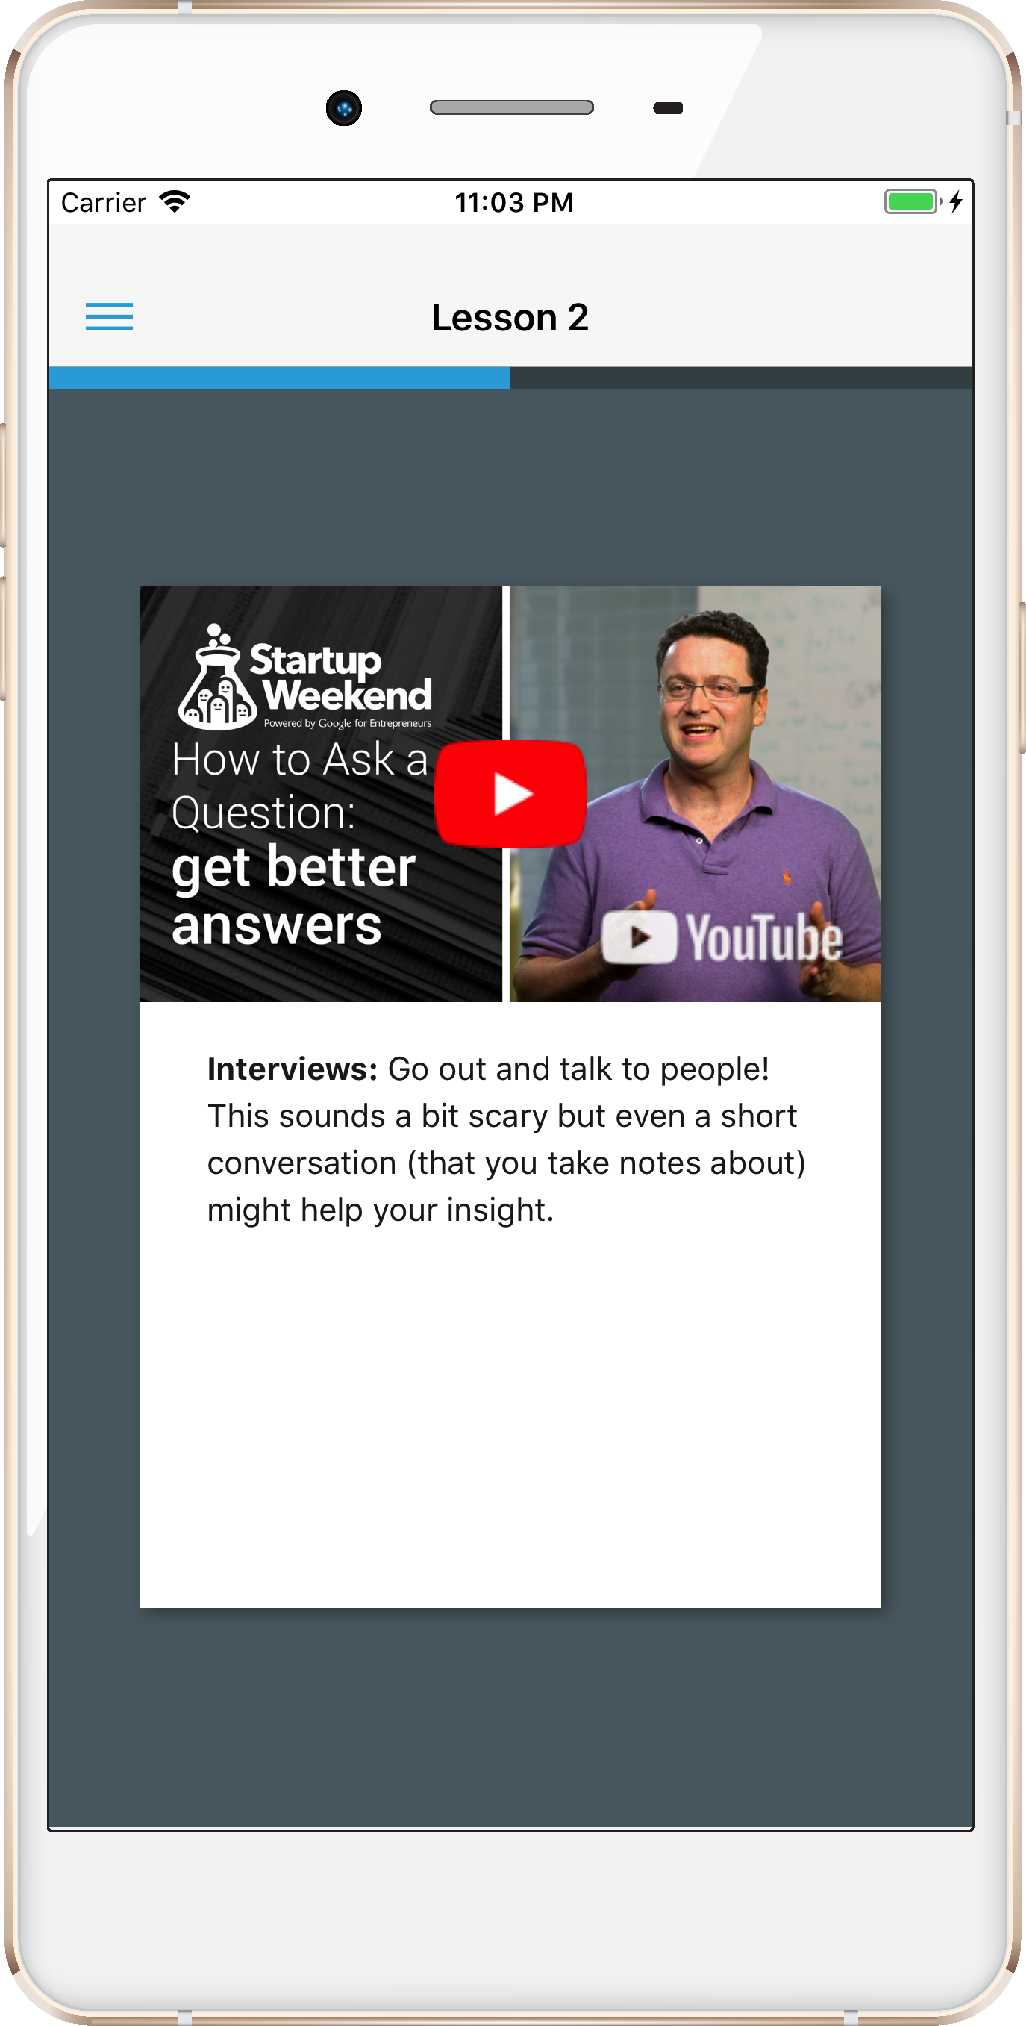 Carrier 11:03 PM
Lesson 2
Startup
Weekend
Powered by Google for Entrepreneurs
How to Ask a
Question:
get better
answers
YouTube
Interviews: Go out and talk to people!
This sounds a bit scary but even a short
conversation (that you take notes about)
might help your insight.